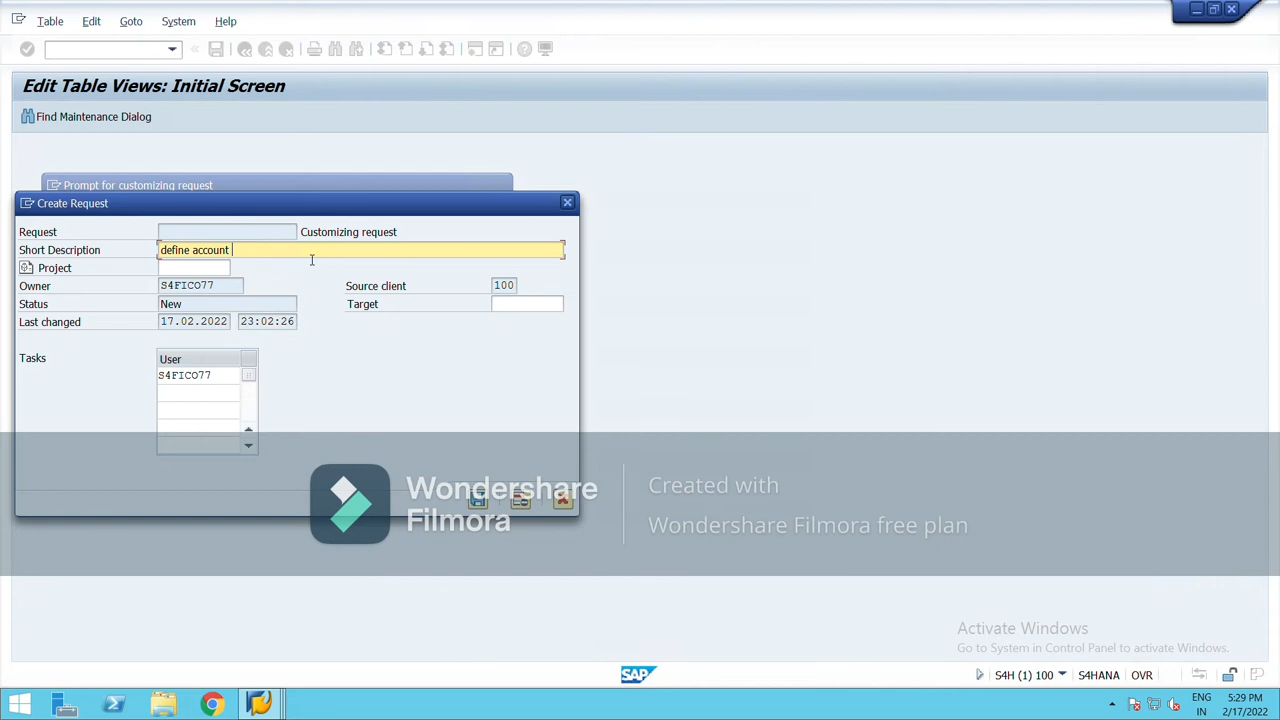 Table Edit Goto System Help
Edit Table Views: Initial Screen
Find Maintenance Dialog
Prompt for customizing request
Create Request
Request Customizing request
Short Description define account
Project
Owner S4FICO77 Source client 100
Status New Target
Last changed 17.02.2022 23:02:26
Tasks User
S4FICO77
Wondershare
Filmora
Created with
Wondershare Filmora free plan
Activate Windows
Go to System in Control Panel to activate Windows.
SAP S4H (1) 100 S4HANA OVR
ENG 5:29 PM
IN 2/17/2022